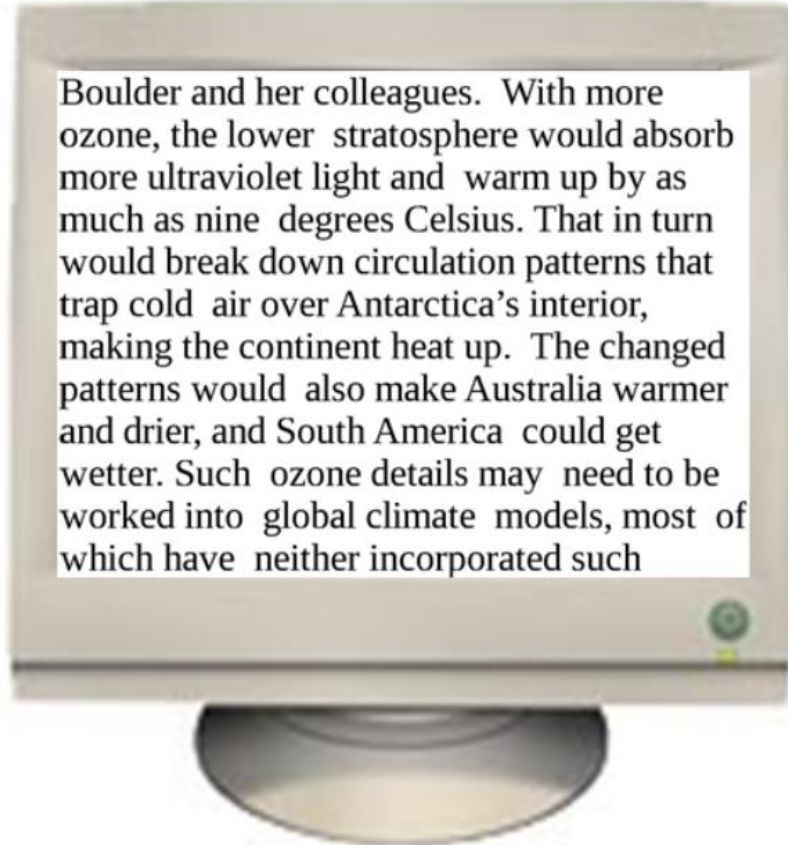 Boulder and her colleagues.  With more
ozone, the lower  stratosphere would absorb
more ultraviolet light and  warm up by as
much as nine  degrees Celsius. That in turn
would break down circulation patterns that
trap cold  air over Antarctica’s interior,
making the continent heat up.  The changed
patterns would  also make Australia warmer
and drier, and South America  could get
wetter. Such  ozone details may  need to be
worked into  global climate  models, most  of
which have  neither incorporated such